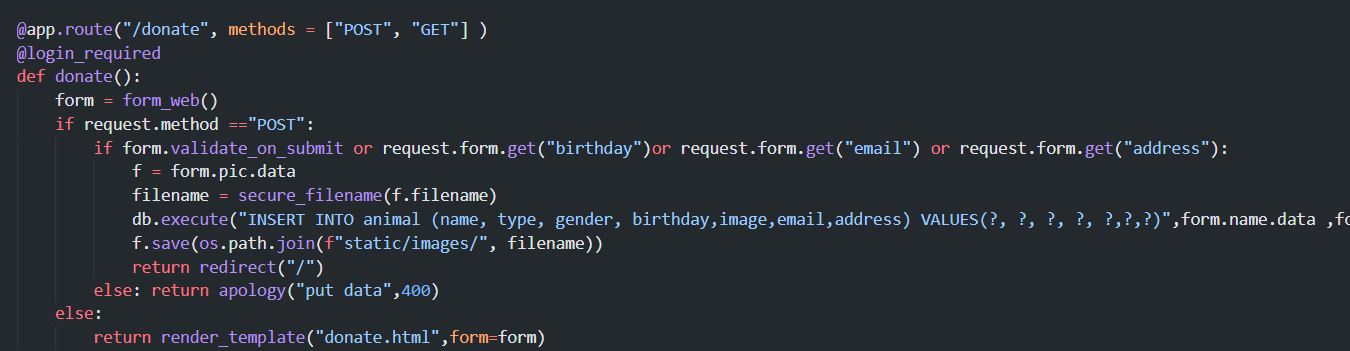 @app.route("/donate", methods = ["POST", "GET"] )
@login_required
def donate():
    form = form_web()
    if request.method =="POST":
        if form.validate_on_submit or request.form.get("birthday")or request.form.get("email") or request.form.get("address"):
            f = form.pic.data
            filename = secure_filename(f.filename)
            db.execute("INSERT INTO animal (name, type, gender, birthday,image,email,address) VALUES(?, ?, ?, ?, ?,?,?)",form.name.data ,fo
            f.save(os.path.join(f"static/images/", filename))
            return redirect("/")
        else: return apology("put data",400)
    else:
        return render_template("donate.html",form=form)